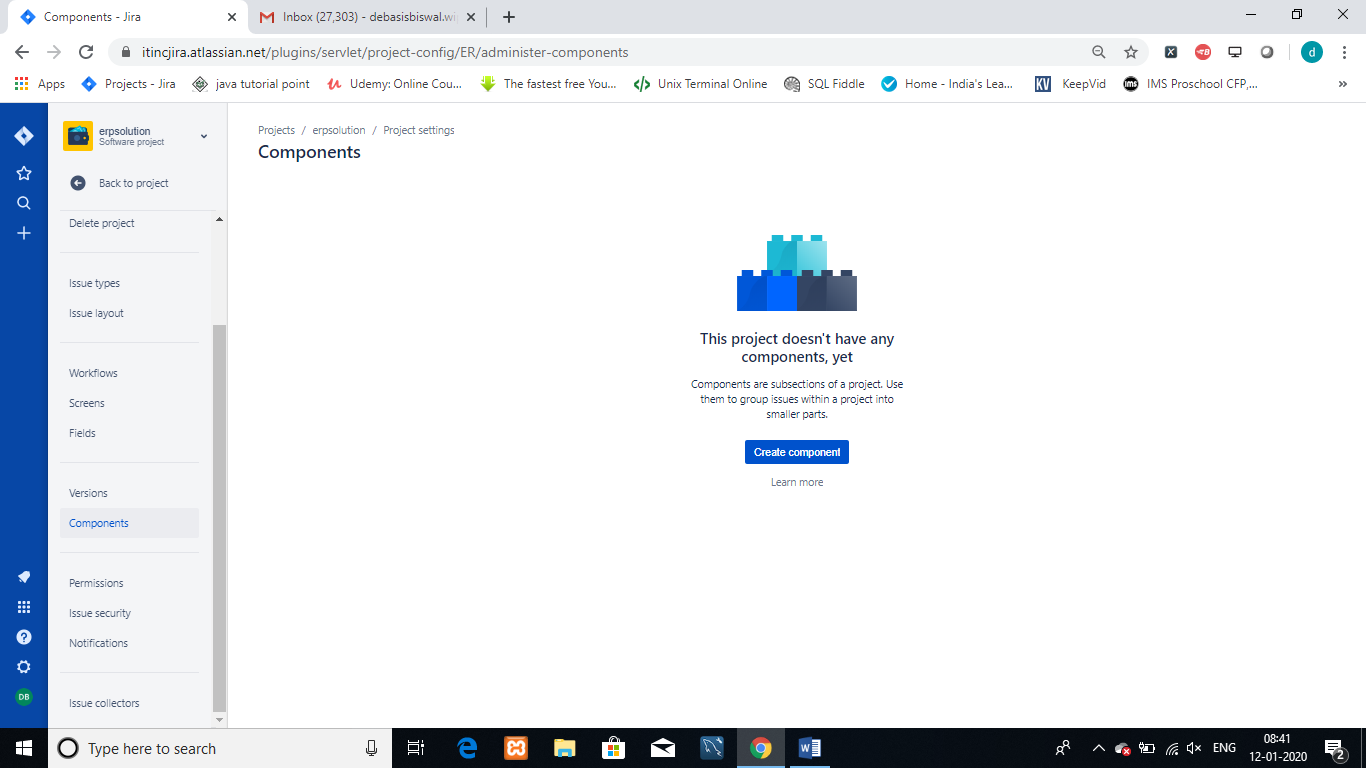 Components - Jira
Inbox (27,303) - debasisbiswal.wi
itincjira.atlassian.net/plugins/servlet/project-config/ER/administer-components
d
Apps
Projects - Jira
java tutorial point
Udemy: Online Cou...
The fastest free You...
Unix Terminal Online
SQL Fiddle
Home - India's Lea...
KV
KeepVid
ims
IMS Proschool CFP,...
»
erpsolution
Software project
Back to project
Delete project
Issue types
Issue layout
Workflows
Screens
Fields
Versions
Components
Permissions
Issue security
Notifications
Issue collectors
DB
Projects / erpsolution / Project settings
Components
This project doesn't have any
components, yet
Components are subsections of a project. Use
them to group issues within a project into
smaller parts.
Create component
Learn more
Type here to search
ENG
08:41
12-01-2020
2